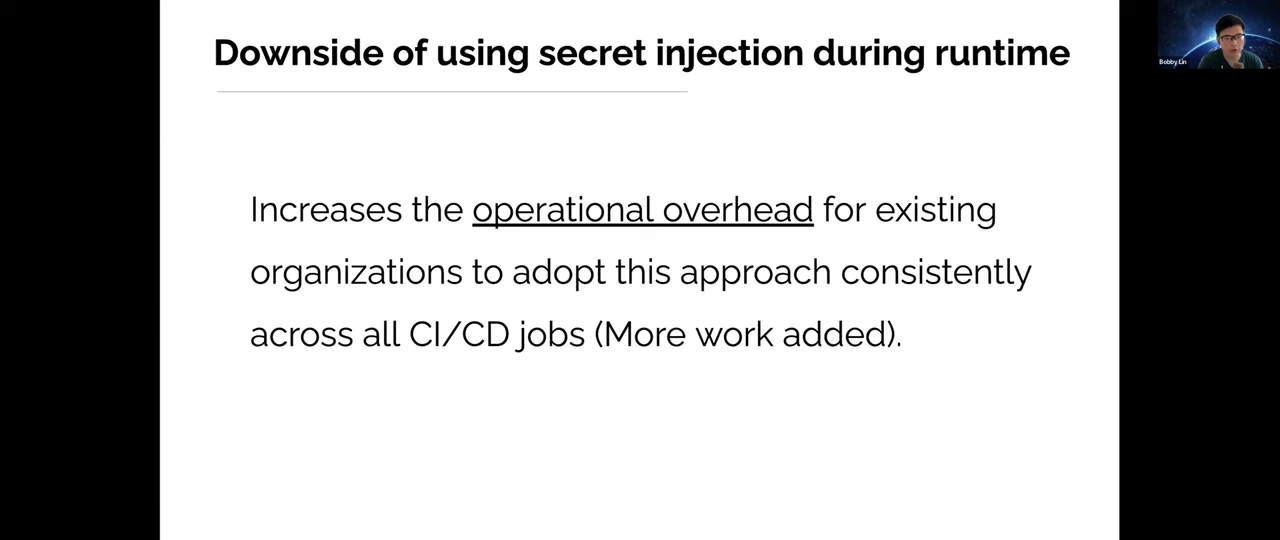 Downside of using secret injection during runtime
Bobby Lin
Increases the operational overhead for existing
organizations to adopt this approach consistently
across all CI/CD jobs (More work added).